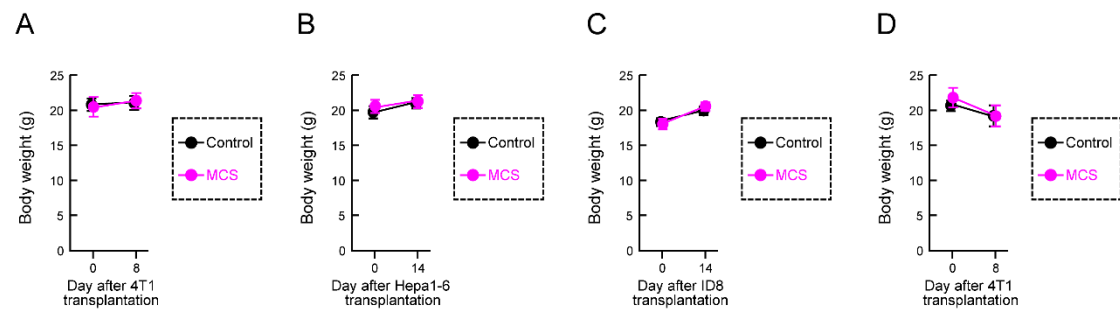 A
Body weight (g)
25
20
15
10
5
0
0 8
Day after 4T1
transplantation
Control
MCS
B
Body weight (g)
25
20
15
10
5
0
0 14
Day after Hepa1-6
transplantation
Control
MCS
C
Body weight (g)
25
20
15
10
5
0
0 14
Day after ID8
transplantation
Control
MCS
D
Body weight (g)
25
20
15
10
5
0
0 8
Day after 4T1
transplantation
Control
MCS